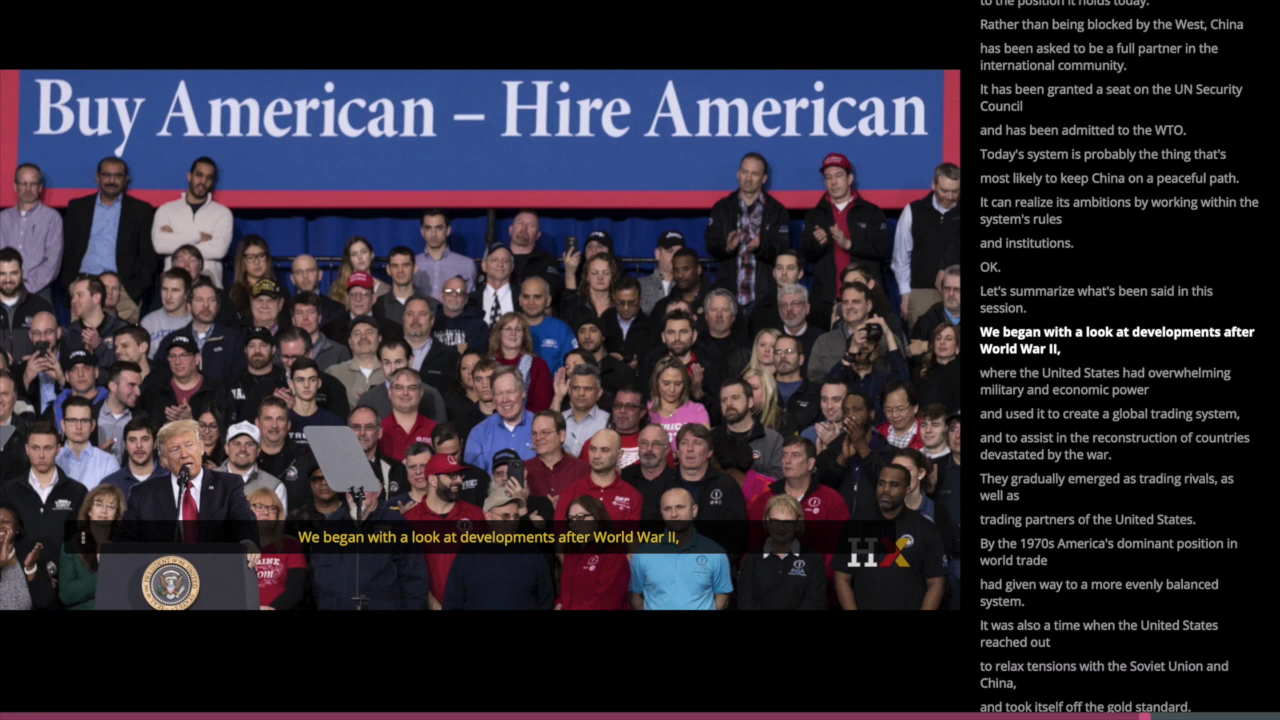 Buy American – Hire American
We began with a look at developments after World War II,
HX
to the position it holds today.
Rather than being blocked by the West, China
has been asked to be a full partner in the
international community.
It has been granted a seat on the UN Security
Council
and has been admitted to the WTO.
Today's system is probably the thing that's
most likely to keep China on a peaceful path.
It can realize its ambitions by working within the
system's rules
and institutions.
OK.
Let's summarize what's been said in this
session.
We began with a look at developments after
World War II,
where the United States had overwhelming
military and economic power
and used it to create a global trading system,
and to assist in the reconstruction of countries
devastated by the war.
They gradually emerged as trading rivals, as
well as
trading partners of the United States.
By the 1970s America's dominant position in
world trade
had given way to a more evenly balanced
system.
It was also a time when the United States
reached out
to relax tensions with the Soviet Union and
China,
and took itself off the gold standard.